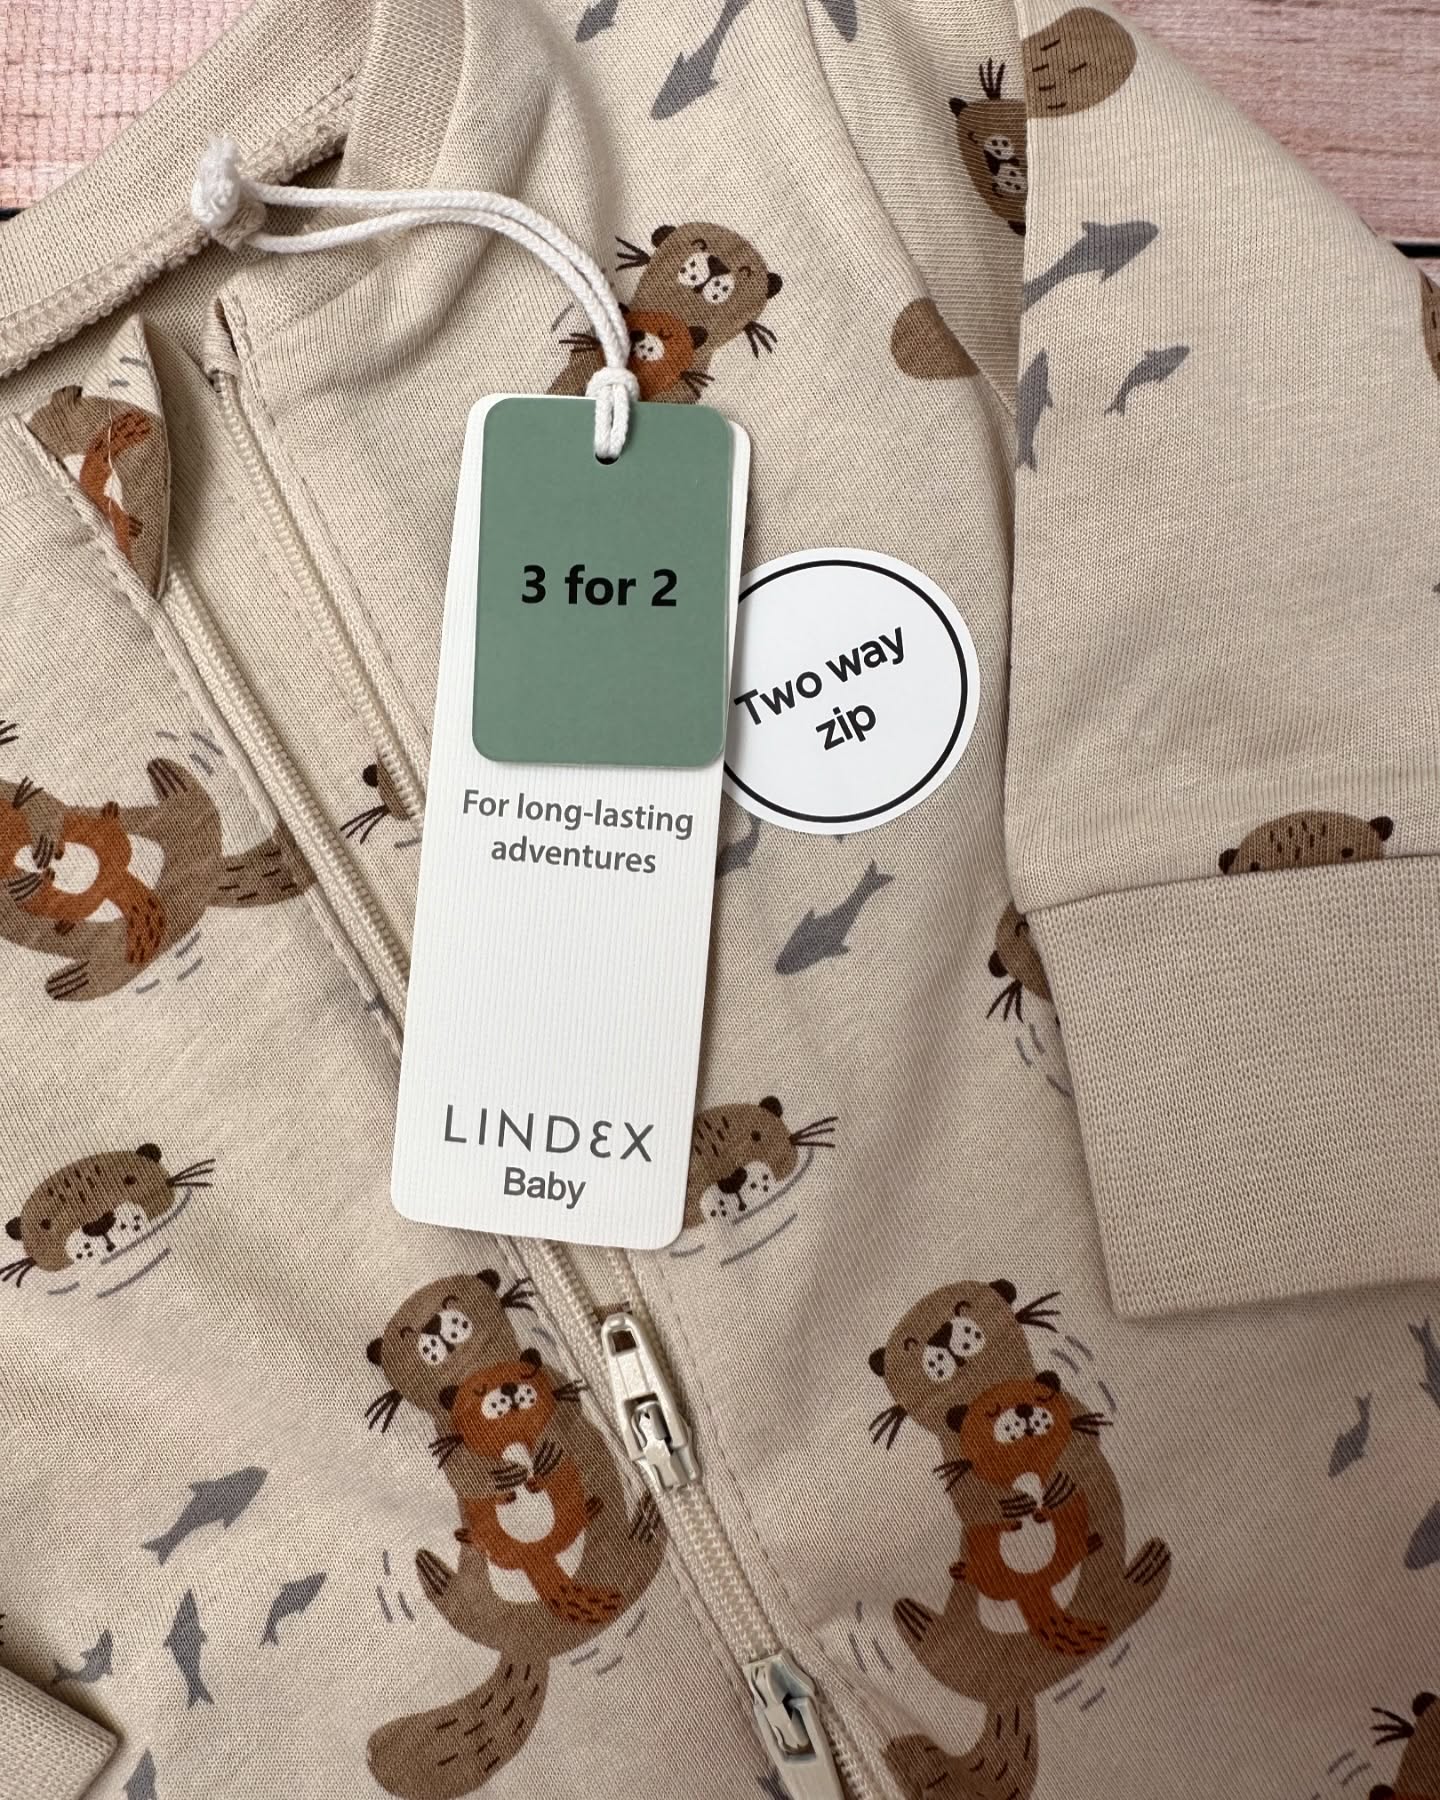 3 for 2
Two way
zip
For long-lasting
adventures
LINDEX
Baby